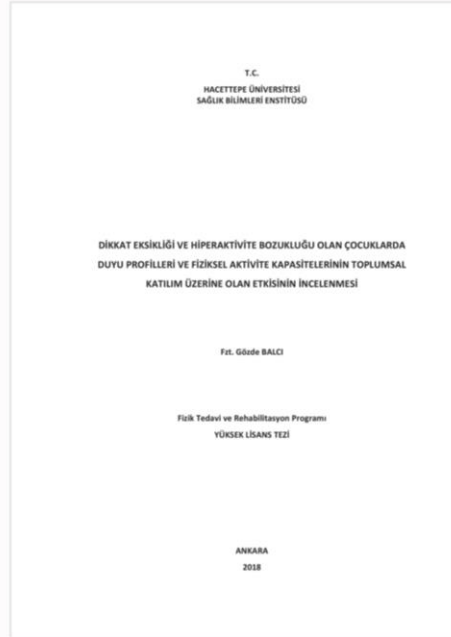 T.C.
HACETTEPE ÜNİVERSİTESİ
SAĞLIK BİLİMLERİ ENSTİTÜSÜ
DİKKAT EKSİKLİĞİ VE HİPERAKTİVİTE BOZUKLUĞU OLAN ÇOCUKLARDA
DUYU PROFİLLERİ VE FİZİKSEL AKTİVİTE KAPASİTELERİNİN TOPLUMSAL
KATILIM ÜZERİNE OLAN ETKİSİNİN İNCELENMESİ
Fzt. Gözde BALCI
Fizik Tedavi ve Rehabilitasyon Programı
YÜKSEK LİSANS TEZİ
ANKARA
2018